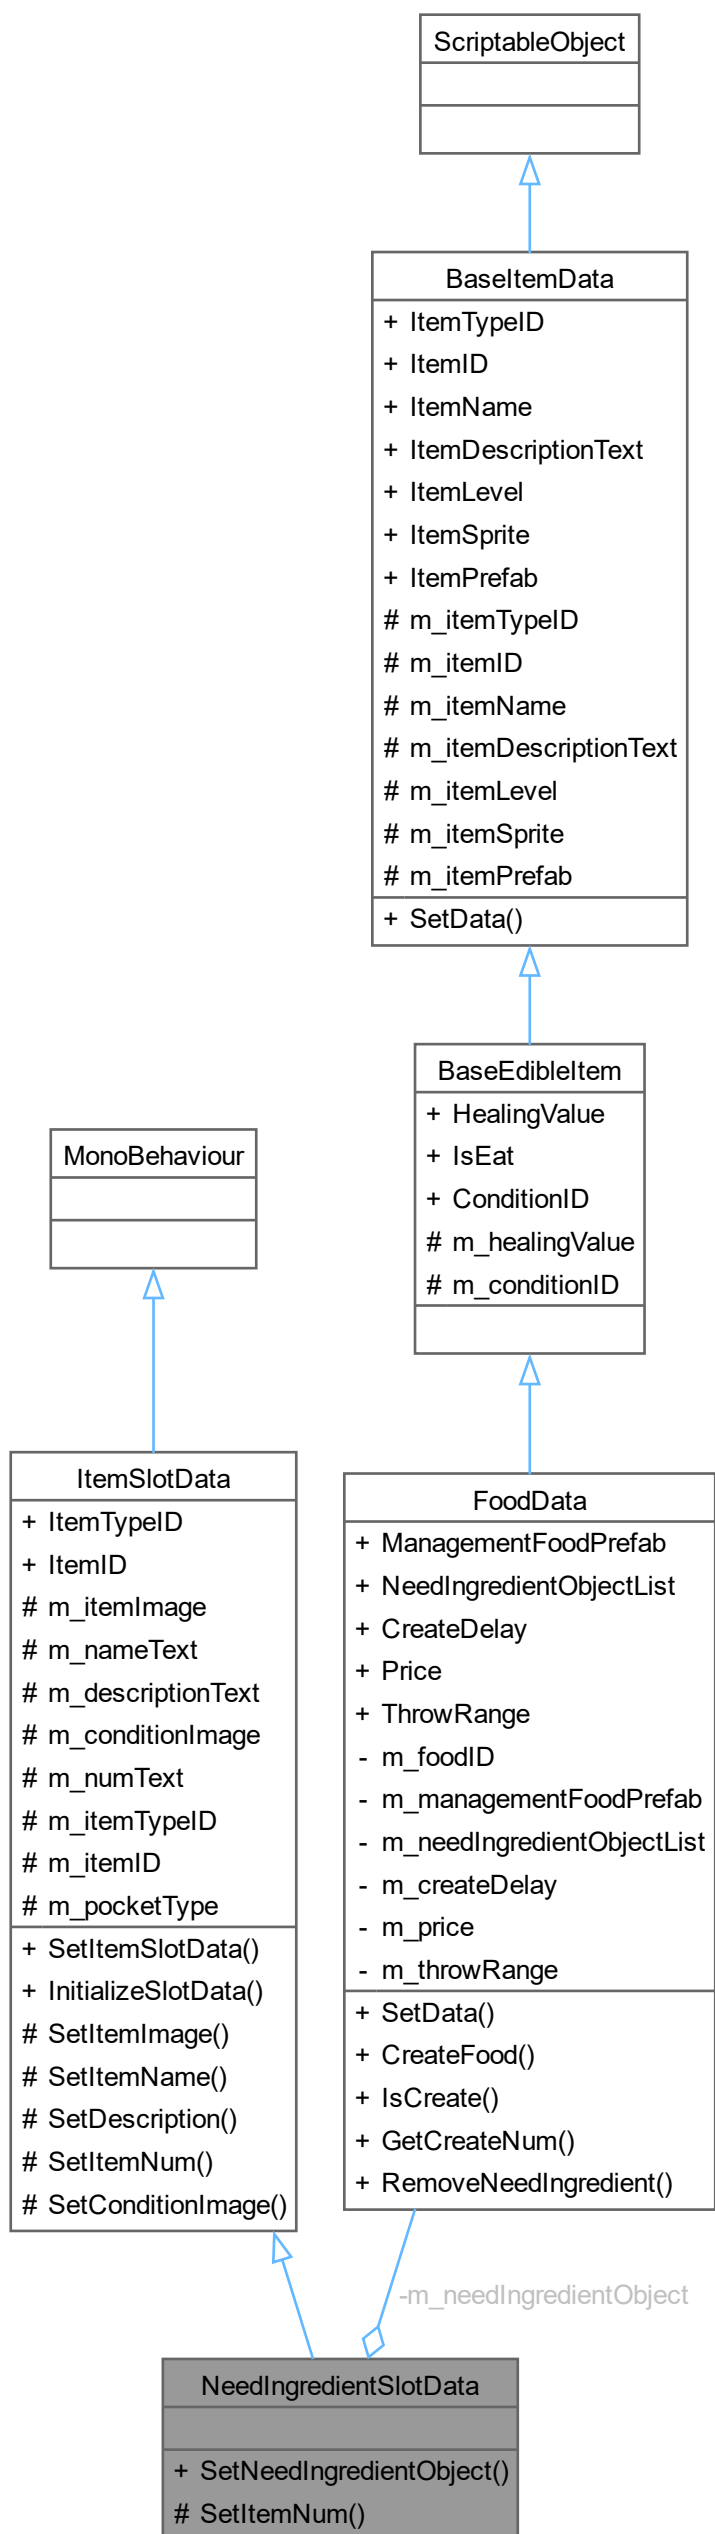 ScriptableObject
BaseItemData
+ ItemTypeID
+ ItemID
+ ItemName
+ ItemDescriptionText
+ ItemLevel
+ ItemSprite
+ ItemPrefab
# m_itemTypeID
# m_itemID
# m_itemName
# m_itemDescriptionText
# m_itemLevel
# m_itemSprite
# m_itemPrefab
+ SetData()
BaseEdibleItem
+ HealingValue
+ IsEat
+ ConditionID
# m_healingValue
# m_conditionID
MonoBehaviour
ItemSlotData
+ ItemTypeID
+ ItemID
# m_itemImage
# m_nameText
# m_descriptionText
# m_conditionImage
# m_numText
# m_itemTypeID
# m_itemID
# m_pocketType
+ SetItemSlotData()
+ InitializeSlotData()
# SetItemImage()
# SetItemName()
# SetDescription()
# SetItemNum()
# SetConditionImage()
FoodData
+ ManagementFoodPrefab
+ NeedIngredientObjectList
+ CreateDelay
+ Price
+ ThrowRange
- m_foodID
- m_managementFoodPrefab
- m_needIngredientObjectList
- m_createDelay
- m_price
- m_throwRange
+ SetData()
+ CreateFood()
+ IsCreate()
+ GetCreateNum()
+ RemoveNeedIngredient()
-m_needIngredientObject
NeedIngredientSlotData
+ SetNeedIngredientObject()
# SetItemNum()